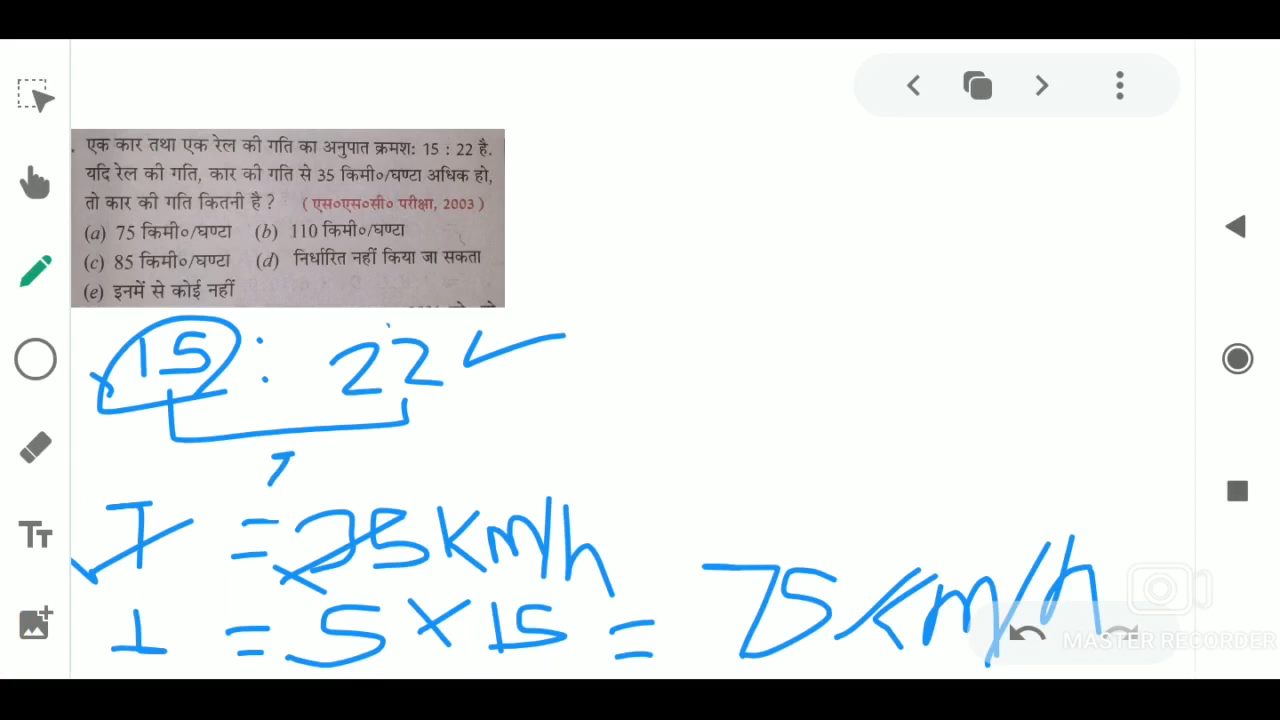 एक कार तथा एक रेल की गति का अनुपात क्रमश: 15 : 22 है.
यदि रेल की गति, कार की गति से 35 किमी०/घण्टा अधिक हो,
तो कार की गति कितनी है ? ( एस०एस०सी० परीक्षा, 2003 )
(a) 75 किमी०/घण्टा (b) 110 किमी०/घण्टा
(c) 85 किमी०/घण्टा (d) निर्धारित नहीं किया जा सकता
(e) इनमें से कोई नहीं
15 : 22
7
7 = 35 km/h
1 = 5 × 15 = 75 km/h
TT
MASTER RECORDER